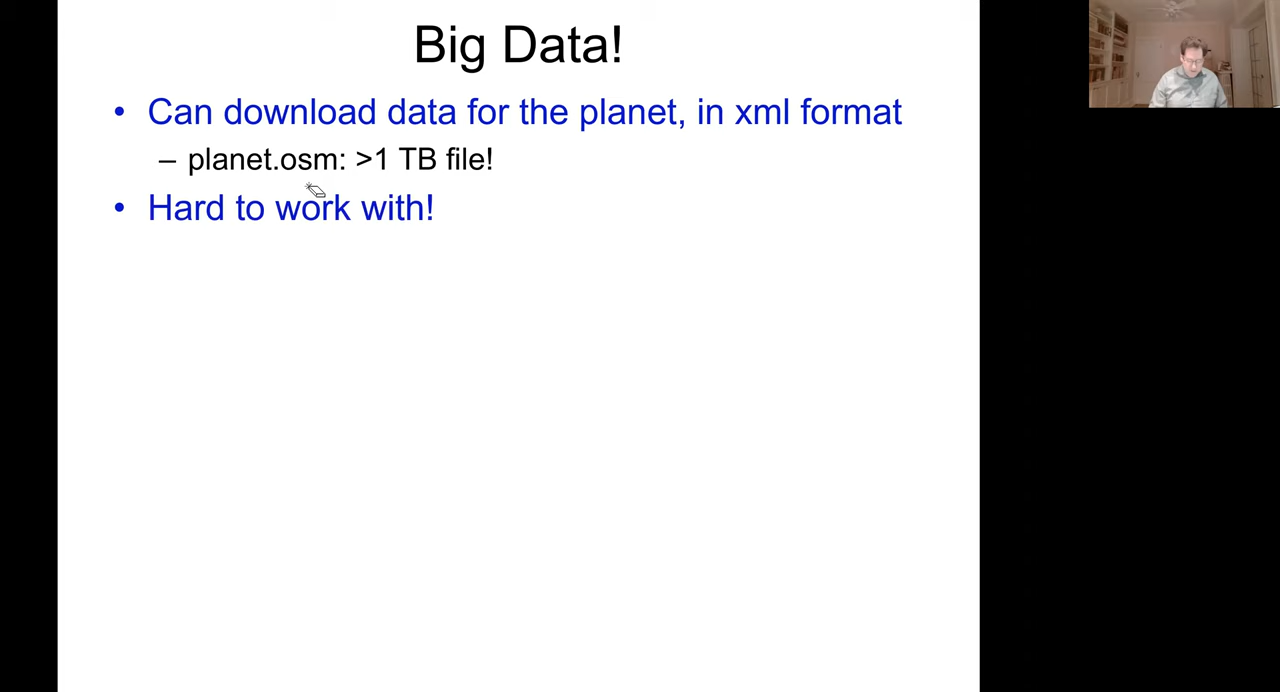 Big Data!
• Can download data for the planet, in xml format
– planet.osm: >1 TB file!
• Hard to work with!